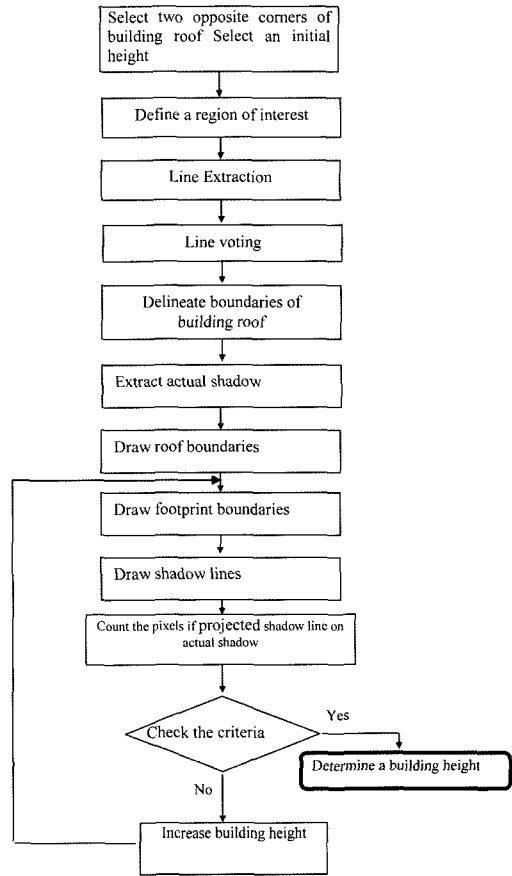 Select two opposite corners of
building roof Select an initial
height
Define a region of interest
Line Extraction
Line voting
Delineate boundaries of
building roof
Extract actual shadow
Draw roof boundaries
Draw footprint boundaries
Draw shadow lines
Count the pixels if projected shadow line on
actual shadow
Check the criteria
Yes
Determine a building height
No
Increase building height